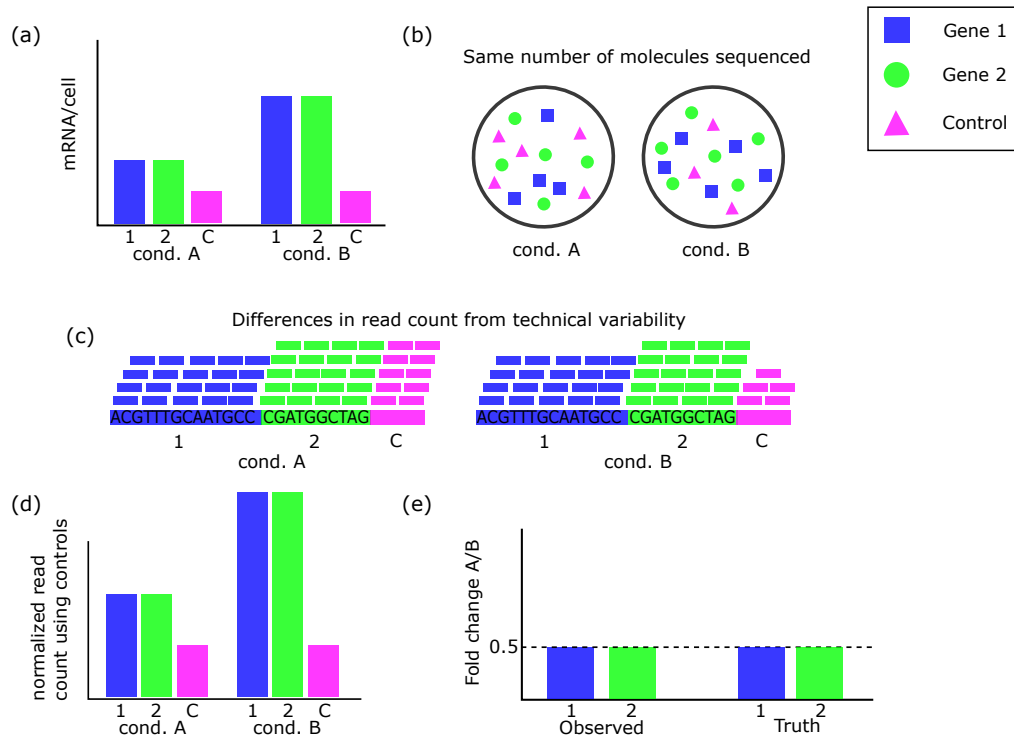 (a)
mRNA/cell
1 2 C 1 2 C
cond. A cond. B
(b)
Same number of molecules sequenced
cond. A cond. B
Gene 1
Gene 2
Control
(c)
Differences in read count from technical variability
ACGTTTGCAATGCC CGATGGCTAG
1 2 C
cond. A
ACGTTTGCAATGCC CGATGGCTAG
1 2 C
cond. B
(d)
normalized read
count using controls
1 2 C 1 2 C
cond. A cond. B
(e)
Fold change A/B
0.5
1 2 1 2
Observed Truth